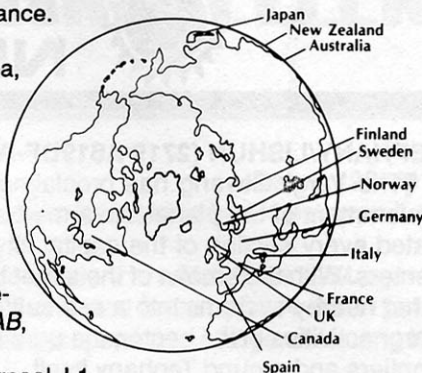 ance.
a,
AB,
Japan
New Zealand
Australia
Finland
Sweden
Norway
Germany
Italy
France
UK
Canada
Spain